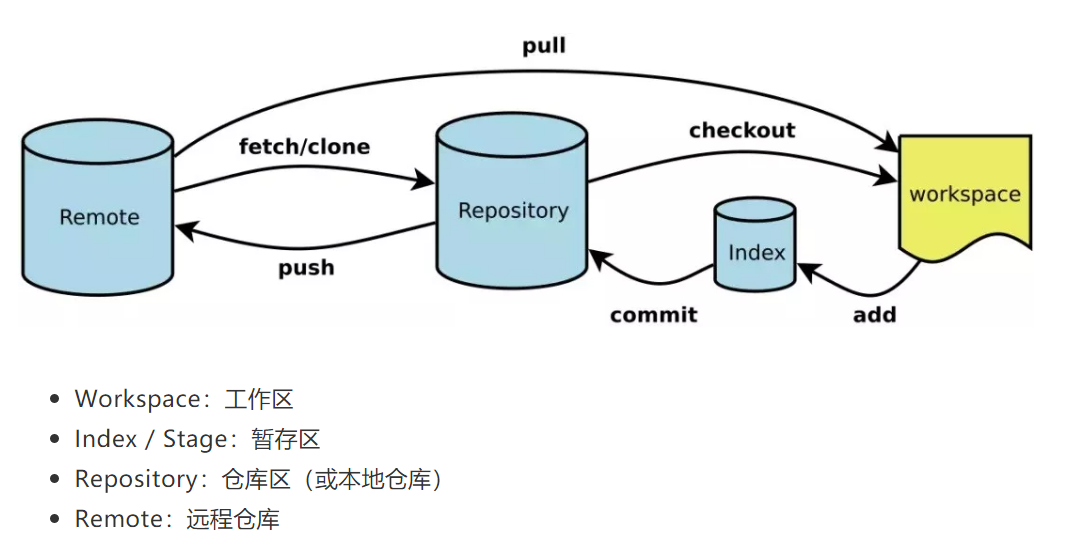 pull
fetch/clone
checkout
Remote
Repository
workspace
Index
push
commit
add
Workspace：工作区
Index / Stage：暂存区
Repository：仓库区（或本地仓库）
Remote：远程仓库